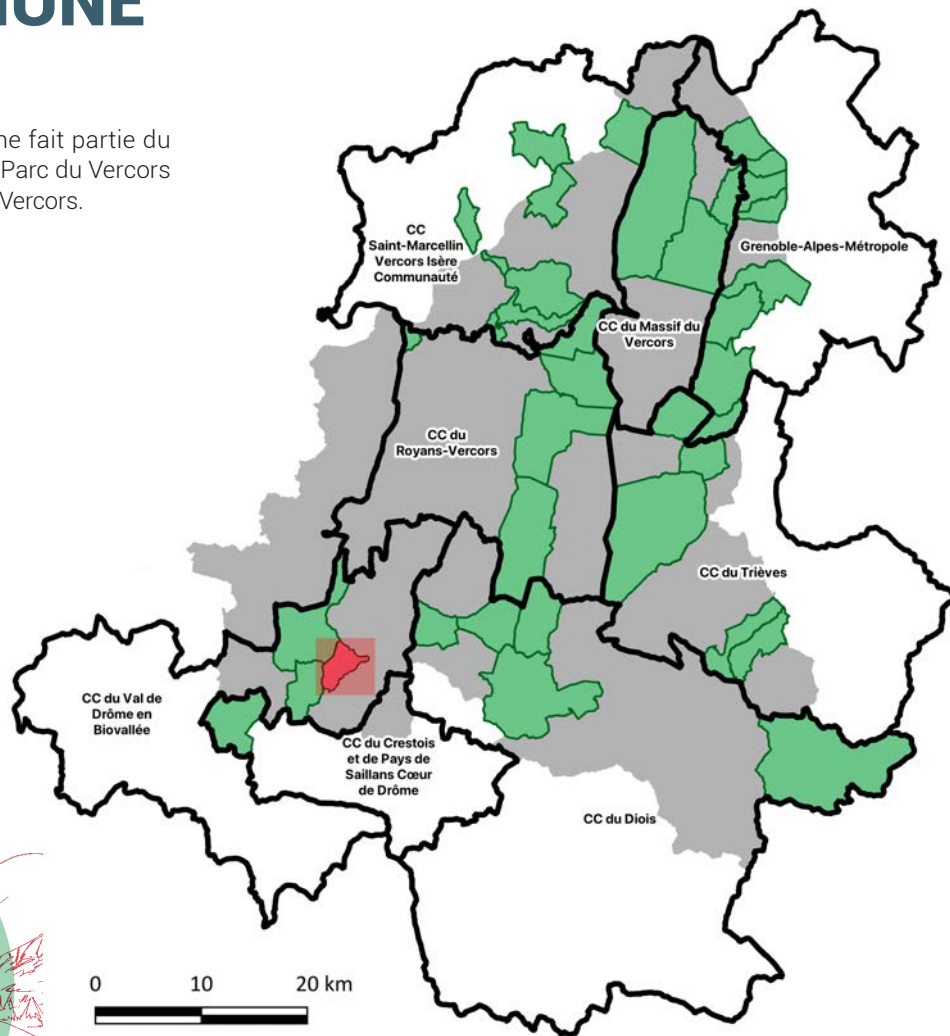 ne fait partie du
Parc du Vercors
Vercors.
CC
Saint-Marcellin
Vercors Isère
Communauté
Grenoble-Alpes-Métropole
CC du Massif du
Vercors
CC du
Royans-Vercors
CC du Trièves
CC du Val de
Drôme en
Biovallée
CC du Crestois
et de Pays de
Saillans Cœur
de Drôme
CC du Diois
0 10 20 km